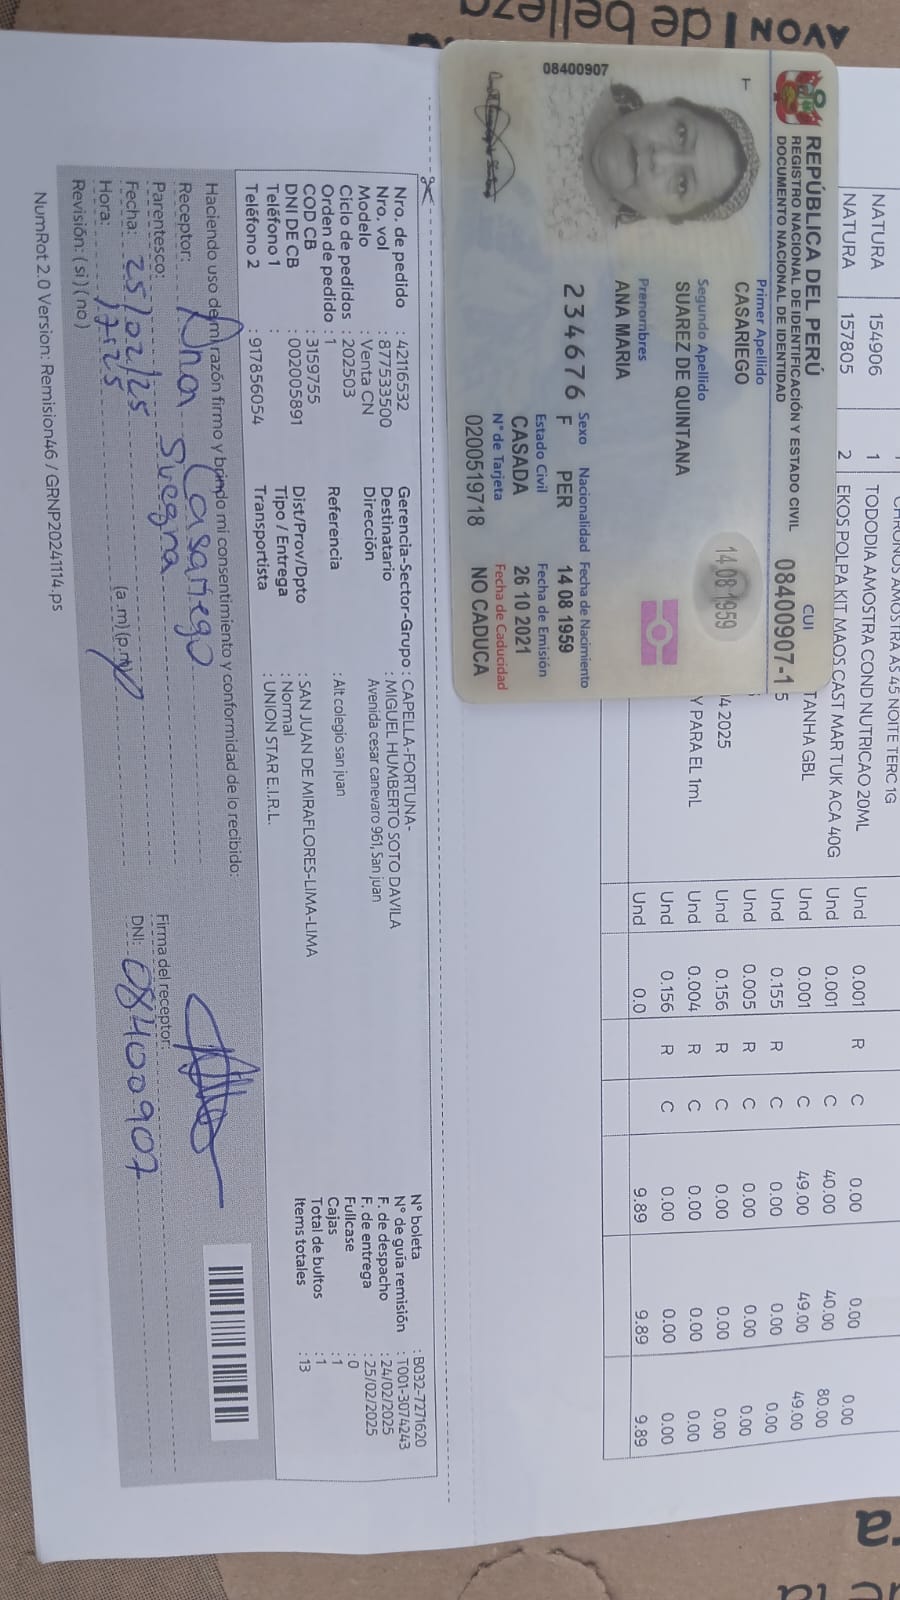 AVON | de belleza
NATURA 154906 1 TODODIA AMOSTRA COND NUTRICAO 20ML Und 0.001 R C 0.00 0.00 0.00
NATURA 157805 2 EKOS POLPA KIT MAOS CAST MAR TUK ACA 40G Und 0.001 C 40.00 40.00 80.00
TANHA GBL Und 0.001 C 49.00 49.00 49.00
5 Und 0.155 R C 0.00 0.00 0.00
Und 0.005 R C 0.00 0.00 0.00
4 2025 Und 0.156 R C 0.00 0.00 0.00
Y PARA EL 1mL Und 0.004 R C 0.00 0.00 0.00
Und 0.156 R C 0.00 0.00 0.00
Und 0.0 9.89 9.89 9.89
REPÚBLICA DEL PERÚ
REGISTRO NACIONAL DE IDENTIFICACIÓN Y ESTADO CIVIL
DOCUMENTO NACIONAL DE IDENTIDAD
CUI
08400907-1
Primer Apellido
CASARIEGO
Segundo Apellido
SUAREZ DE QUINTANA
14.08.1959
Prenombres
ANA MARIA
Sexo Nacionalidad Fecha de Nacimiento
F PER 14 08 1959
234676
Estado Civil Fecha de Emisión
CASADA 26 10 2021
N° de Tarjeta Fecha de Caducidad
0200519718 NO CADUCA
08400907
Nro. de pedido : 42116532
Nro. vol : 877533500
Modelo : Venta CN
Ciclo de pedidos : 202503
Orden de pedido : 1
COD CB : 3159755
DNI DE CB : 002005891
Teléfono 1 :
Teléfono 2 : 917856054
Gerencia-Sector-Grupo : CAPELLA-FORTUNA-
Destinatario : MIGUEL HUMBERTO SOTO DAVILA
Dirección Avenida cesar canevaro 961, San juan
Referencia : Alt colegio san juan
Dist/Prov/Dpto : SAN JUAN DE MIRAFLORES-LIMA-LIMA
Tipo / Entrega : Normal
Transportista : UNION STAR E.I.R.L.
N° boleta : B032-7271620
N° de guía remisión : T001-3074243
F. de despacho : 24/02/2025
F. de entrega : 25/02/2025
Fullcase : 0
Cajas : 1
Total de bultos : 1
Items totales : 13
Haciendo uso de mi razón firmo y brindo mi consentimiento y conformidad de lo recibido:
Receptor: Ana Casariego
Parentesco: Suegra
Fecha: 25/02/25
Hora: 17:25 (a.m) (p.m)
Revisión: ( si ) ( no )
Firma del receptor:
DNI: 08400907
NumRot 2.0 Version: Remision46 / GRNP20241114.ps